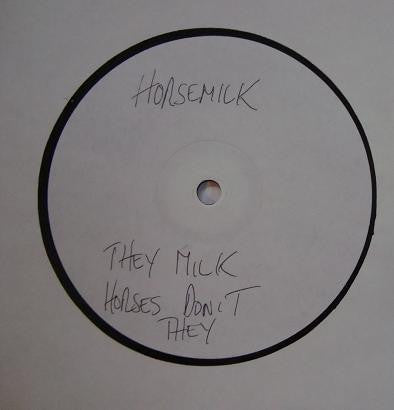 HORSEMILK
THEY MILK
HORSES DON'T
THEY